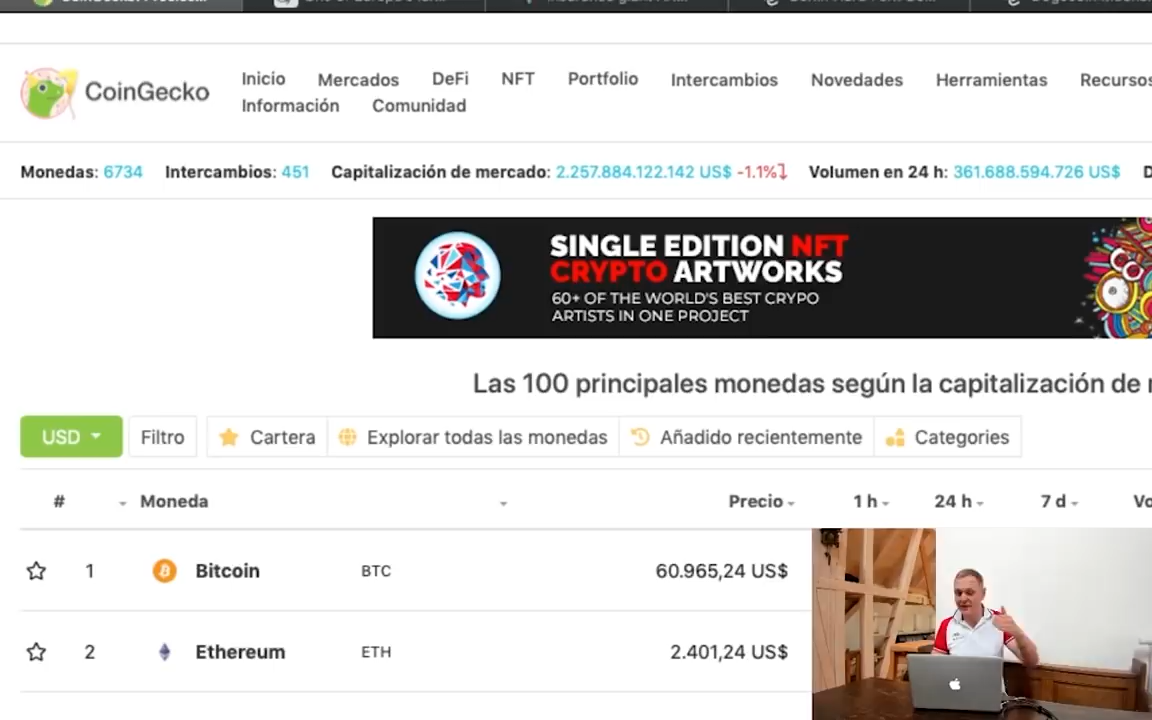 CoinGecko
Inicio Mercados DeFi NFT Portfolio Intercambios Novedades Herramientas Recursos
Información Comunidad
Monedas: 6734 Intercambios: 451 Capitalización de mercado: 2.257.884.122.142 US$ -1.1% Volumen en 24 h: 361.688.594.726 US$ D
SINGLE EDITION NFT
CRYPTO ARTWORKS
60+ OF THE WORLD'S BEST CRYPO
ARTISTS IN ONE PROJECT
Las 100 principales monedas según la capitalización de
USD Filtro Cartera Explorar todas las monedas Añadido recientemente Categories
# Moneda Precio 1 h 24 h 7 d Vo
1 Bitcoin BTC 60.965,24 US$
2 Ethereum ETH 2.401,24 US$